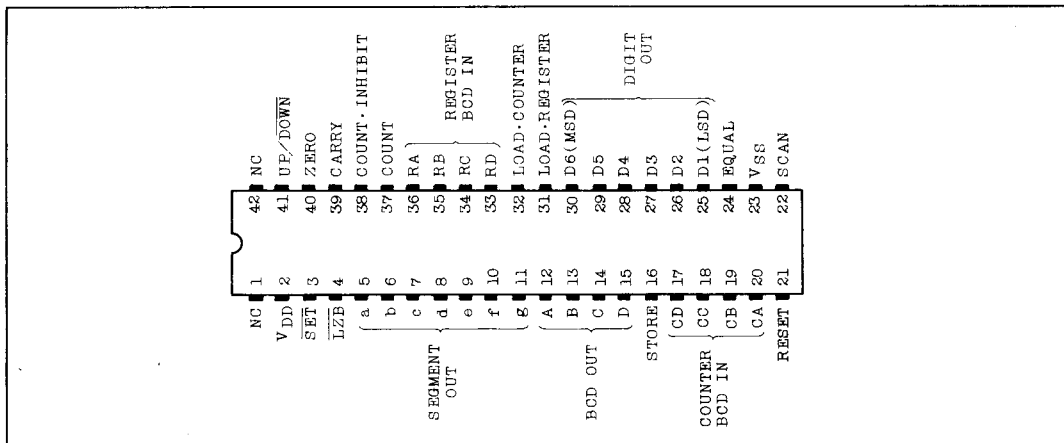 NC
UP/DOWN
ZERO
CARRY
COUNT·INHIBIT
COUNT
RA
RB
RC
RD
REGISTER
BCD IN
LOAD·COUNTER
LOAD·REGISTER
D6(MSD)
D5
D4
D3
D2
D1(LSD)
DIGIT
OUT
EQUAL
VSS
SCAN
42 41 40 39 38 37 36 35 34 33 32 31 30 29 28 27 26 25 24 23 22
1 2 3 4 5 6 7 8 9 10 11 12 13 14 15 16 17 18 19 20 21
NC
VDD
SET
LZB
a
b
c
d
e
f
g
SEGMENT
OUT
A
B
C
D
BCD OUT
STORE
CD
CC
CB
CA
COUNTER
BCD IN
RESET